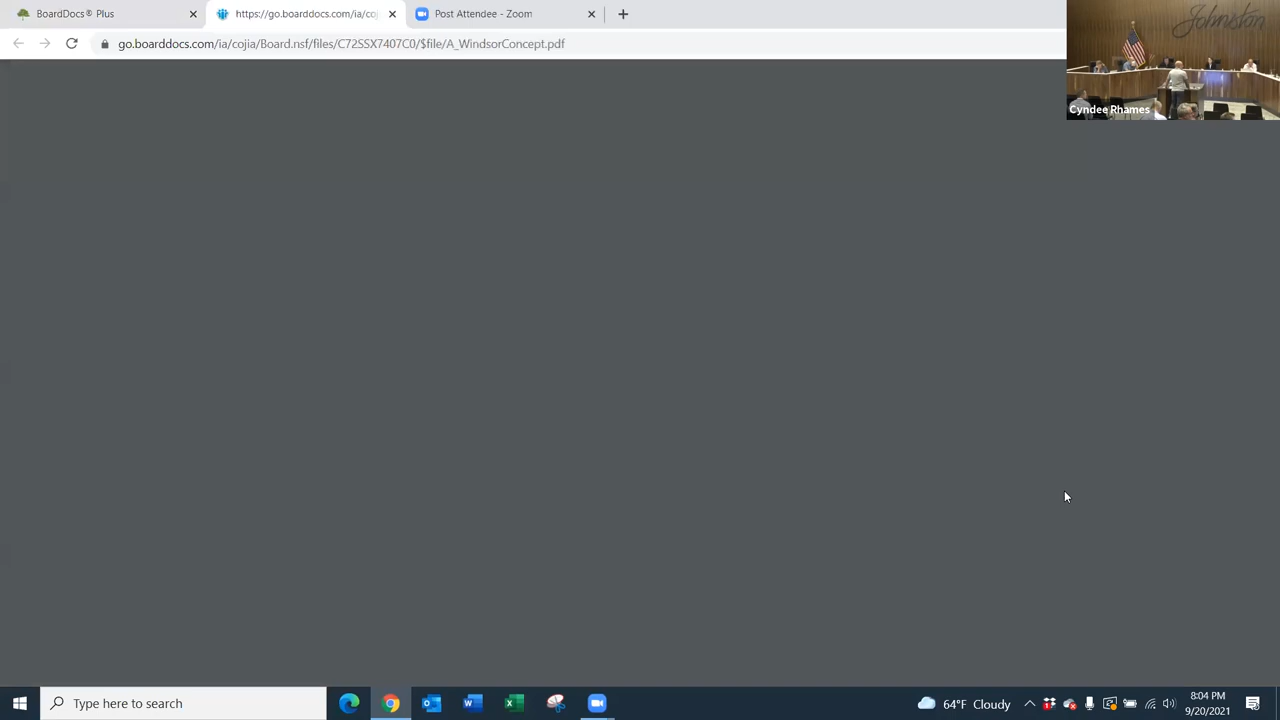 BoardDocs® Plus
https://go.boarddocs.com/ia/coj
Post Attendee - Zoom
go.boarddocs.com/ia/cojia/Board.nsf/files/C72SSX7407C0/$file/A_WindsorConcept.pdf
Johnston
Cyndee Rhames
Type here to search
64°F Cloudy
8:04 PM
9/20/2021